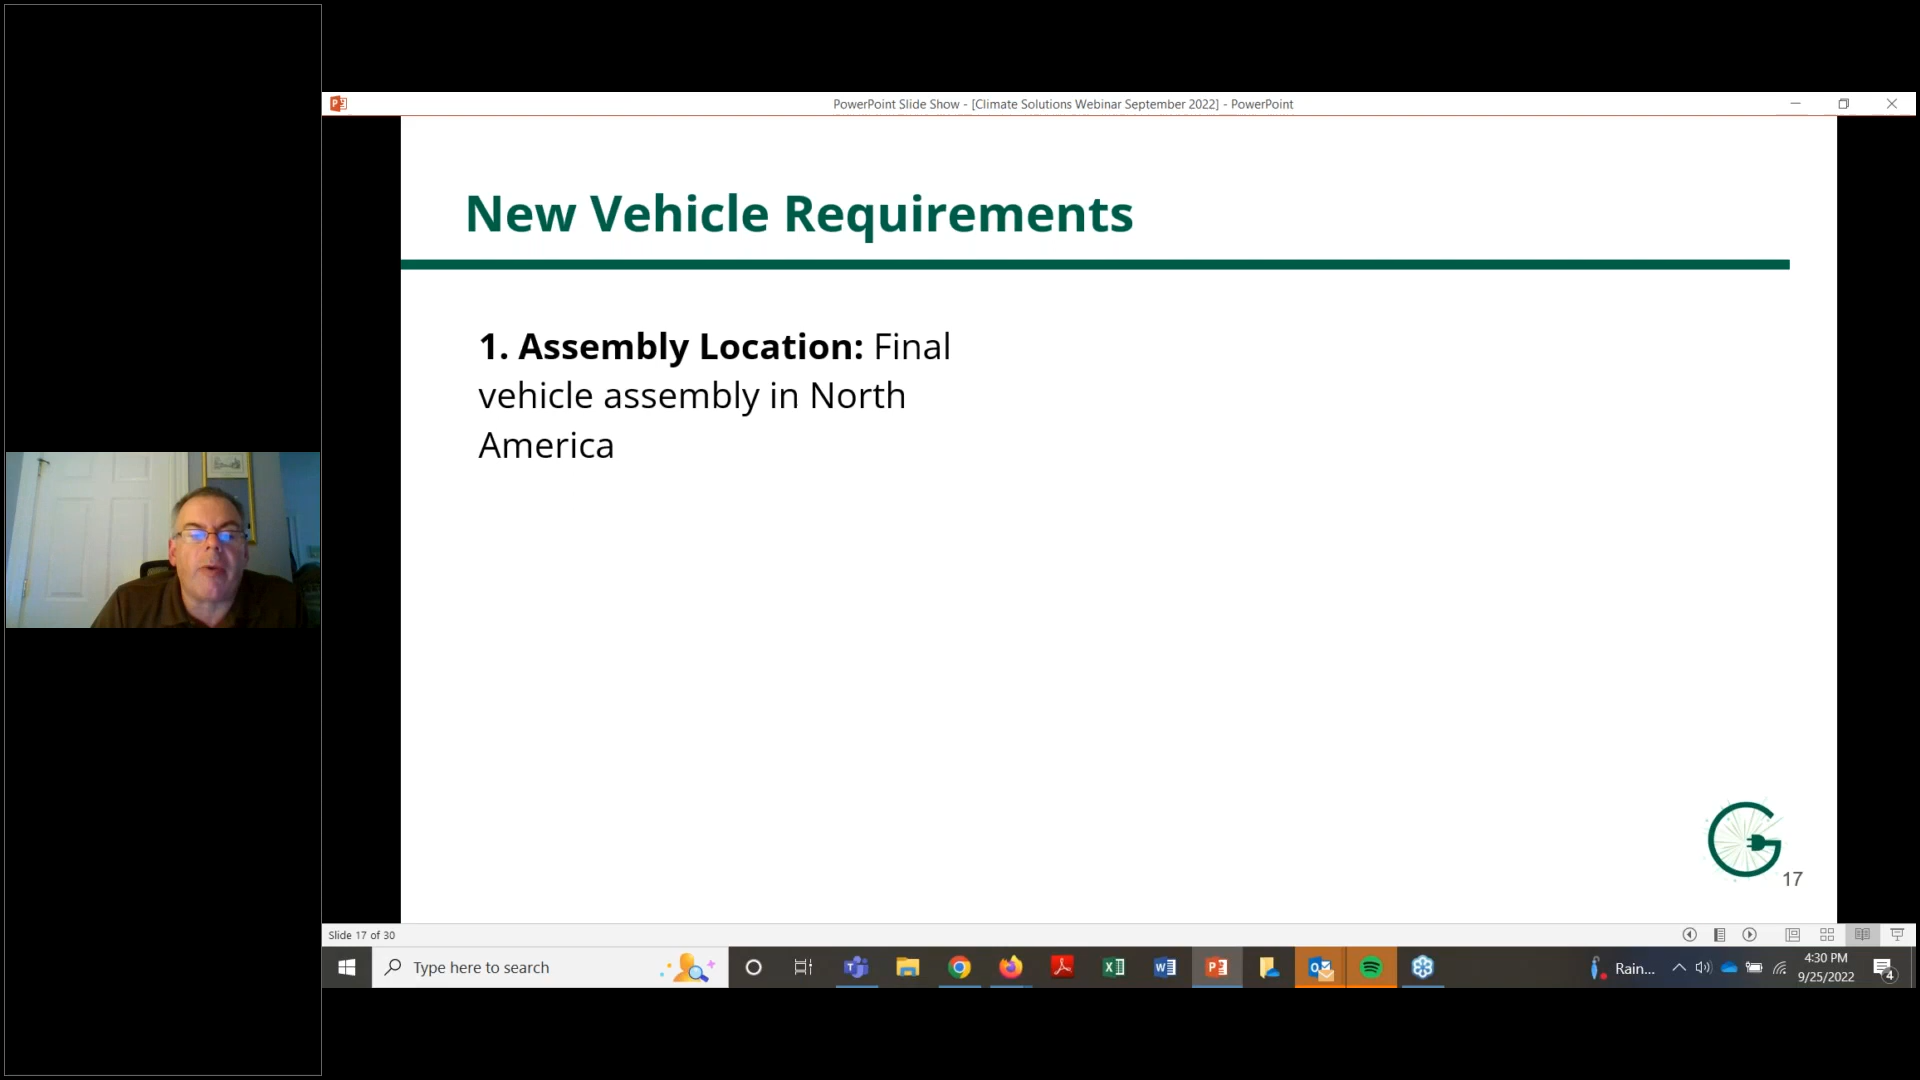 PowerPoint Slide Show - [Climate Solutions Webinar September 2022] - PowerPoint
New Vehicle Requirements
1. Assembly Location: Final
vehicle assembly in North
America
17
Slide 17 of 30
Type here to search
Rain...
4:30 PM
9/25/2022
4